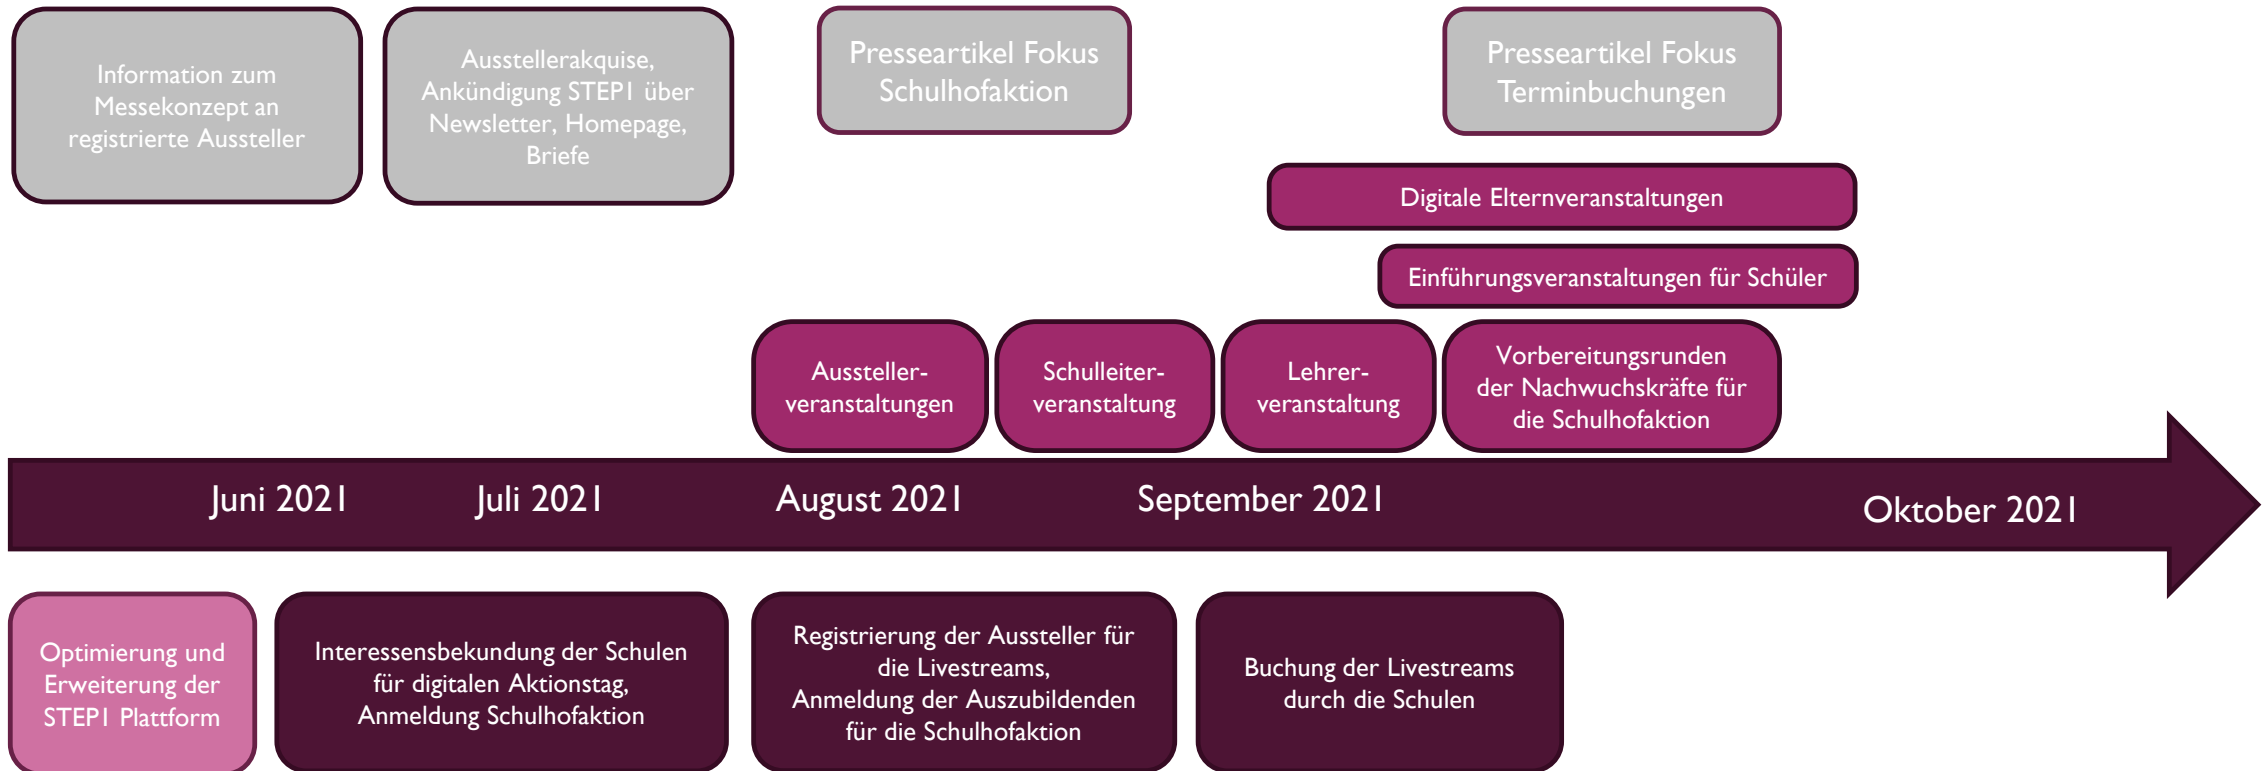 Information zum
Messekonzept an
registrierte Aussteller
Ausstellerakquise,
Ankündigung STEP1 über
Newsletter, Homepage,
Briefe
Presseartikel Fokus
Schulhofaktion
Presseartikel Fokus
Terminbuchungen
Digitale Elternveranstaltungen
Einführungsveranstaltungen für Schüler
Aussteller-
veranstaltungen
Schulleiter-
veranstaltung
Lehrer-
veranstaltung
Vorbereitungsrunden
der Nachwuchskräfte für
die Schulhofaktion
Juni 2021
Juli 2021
August 2021
September 2021
Oktober 2021
Optimierung und
Erweiterung der
STEP1 Plattform
Interessensbekundung der Schulen
für digitalen Aktionstag,
Anmeldung Schulhofaktion
Registrierung der Aussteller für
die Livestreams,
Anmeldung der Auszubildenden
für die Schulhofaktion
Buchung der Livestreams
durch die Schulen